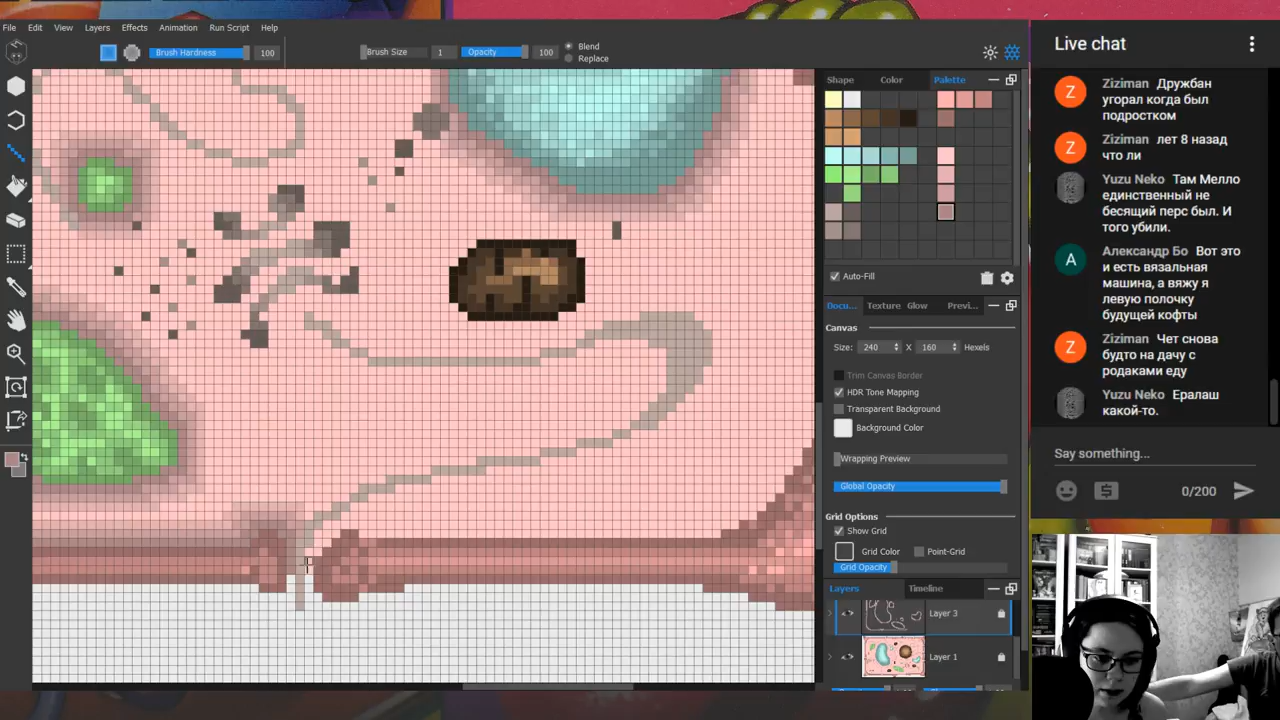 File Edit View Layers Effects Animation Run Script Help
Brush Hardness 100 Brush Size 1 Opacity 100 Blend
Replace
Shape Color Palette
Auto-Fill
Docu... Texture Glow Previ...
Canvas
Size: 240 X 160 Hexels
Trim Canvas Border
HDR Tone Mapping
Transparent Background
Background Color
Wrapping Preview
Global Opacity
Grid Options
Show Grid
Grid Color Point-Grid
Grid Opacity
Layers Timeline
Layer 3
Layer 1
Live chat
Ziziman Дружбан
угорал когда был
подростком
Ziziman лет 8 назад
что ли
Yuzu Neko Там Мелло
единственный не
бесящий перс был. И
того убили.
Александр Бо Вот это
и есть вязальная
машина, а вяжу я
левую полочку
будущей кофты
Ziziman Чет снова
будто на дачу с
родаками еду
Yuzu Neko Ералаш
какой-то.
Say something...
0/200